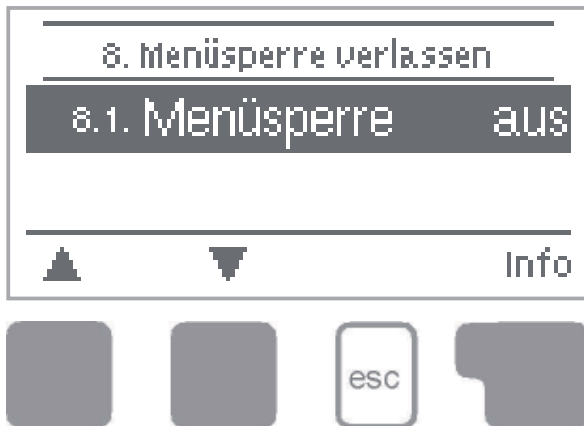 8. Menüsperre verlassen
8.1. Menüsperre aus
Info
esc